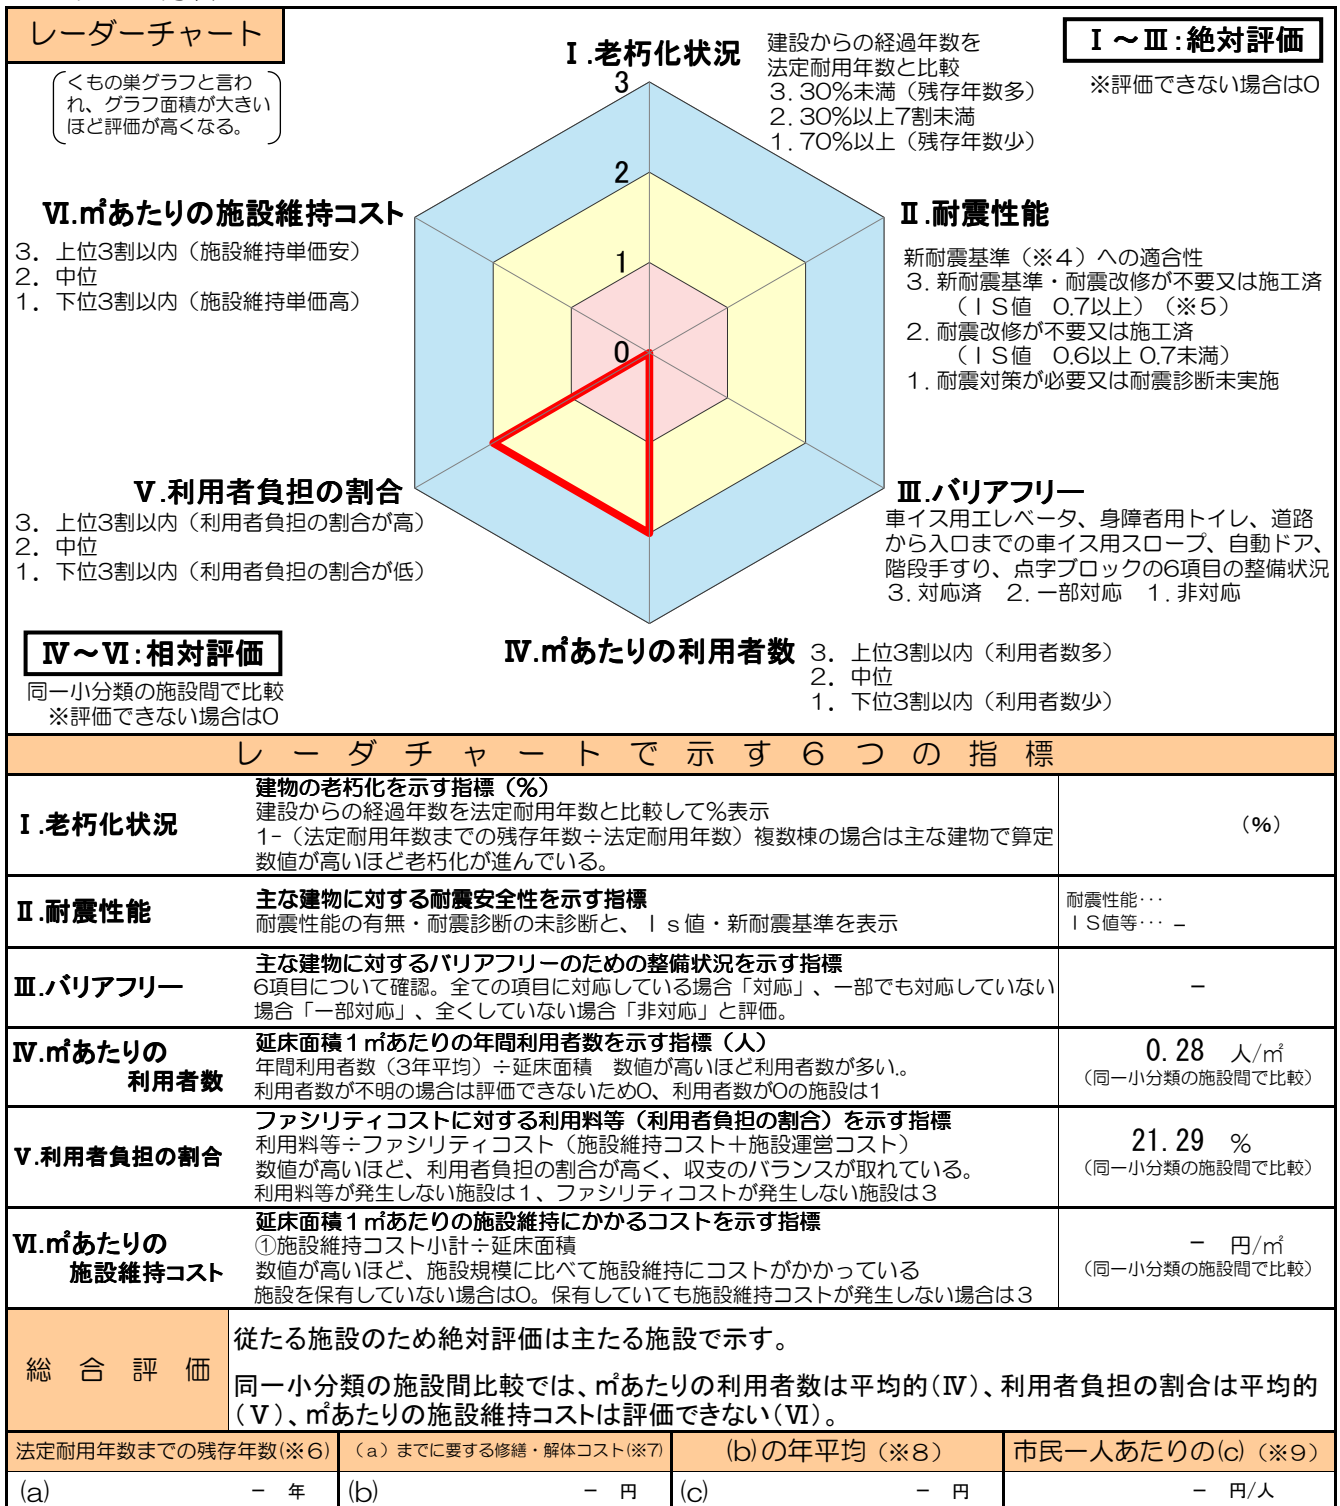 レーダーチャート
くもの巣グラフと言わ
れ、グラフ面積が大きい
ほど評価が高くなる。
Ⅰ.老朽化状況
建設からの経過年数を
法定耐用年数と比較
3. 30%未満（残存年数多）
2. 30%以上7割未満
1. 70%以上（残存年数少）
Ⅰ～Ⅲ:絶対評価
※評価できない場合は0
3
2
1
0
Ⅵ.㎡あたりの施設維持コスト
3. 上位3割以内（施設維持単価安）
2. 中位
1. 下位3割以内（施設維持単価高）
Ⅱ.耐震性能
新耐震基準（※4）への適合性
3. 新耐震基準・耐震改修が不要又は施工済
（ＩＳ値 0.7以上）（※5）
2. 耐震改修が不要又は施工済
（ＩＳ値 0.6以上 0.7未満）
1. 耐震対策が必要又は耐震診断未実施
Ⅴ.利用者負担の割合
3. 上位3割以内（利用者負担の割合が高）
2. 中位
1. 下位3割以内（利用者負担の割合が低）
Ⅲ.バリアフリー
車イス用エレベータ、身障者用トイレ、道路
から入口までの車イス用スロープ、自動ドア、
階段手すり、点字ブロックの6項目の整備状況
3. 対応済 2. 一部対応 1. 非対応
Ⅳ～Ⅵ:相対評価
同一小分類の施設間で比較
※評価できない場合は0
Ⅳ.㎡あたりの利用者数
3. 上位3割以内（利用者数多）
2. 中位
1. 下位3割以内（利用者数少）
レーダチャートで示す6つの指標
Ⅰ.老朽化状況
建物の老朽化を示す指標（%）
建設からの経過年数を法定耐用年数と比較して%表示
1-（法定耐用年数までの残存年数÷法定耐用年数）複数棟の場合は主な建物で算定
数値が高いほど老朽化が進んでいる。
（%）
Ⅱ.耐震性能
主な建物に対する耐震安全性を示す指標
耐震性能の有無・耐震診断の未診断と、Ｉｓ値・新耐震基準を表示
耐震性能･･･
ＩＳ値等･･･ －
Ⅲ.バリアフリー
主な建物に対するバリアフリーのための整備状況を示す指標
6項目について確認。全ての項目に対応している場合「対応」、一部でも対応していない
場合「一部対応」、全くしていない場合「非対応」と評価。
－
Ⅳ.㎡あたりの
利用者数
延床面積１㎡あたりの年間利用者数を示す指標（人）
年間利用者数（3年平均）÷延床面積 数値が高いほど利用者数が多い。
利用者数が不明の場合は評価できないため0、利用者数が0の施設は1
0.28 人/㎡
（同一小分類の施設間で比較）
Ⅴ.利用者負担の割合
ファシリティコストに対する利用料等（利用者負担の割合）を示す指標
利用料等÷ファシリティコスト（施設維持コスト＋施設運営コスト）
数値が高いほど、利用者負担の割合が高く、収支のバランスが取れている。
利用料等が発生しない施設は１、ファシリティコストが発生しない施設は３
21.29 %
（同一小分類の施設間で比較）
Ⅵ.㎡あたりの
施設維持コスト
延床面積１㎡あたりの施設維持にかかるコストを示す指標
①施設維持コスト小計÷延床面積
数値が高いほど、施設規模に比べて施設維持にコストがかかっている
施設を保有していない場合は0。保有していても施設維持コストが発生しない場合は３
－ 円/㎡
（同一小分類の施設間で比較）
総合評価
従たる施設のため絶対評価は主たる施設で示す。
同一小分類の施設間比較では、㎡あたりの利用者数は平均的(Ⅳ)、利用者負担の割合は平均的
(Ⅴ)、㎡あたりの施設維持コストは評価できない(Ⅵ)。
法定耐用年数までの残存年数(※6)
（a）までに要する修繕・解体コスト(※7)
(b)の年平均（※8）
市民一人あたりの(c)（※9）
(a) － 年
(b) － 円
(c) － 円
－ 円/人